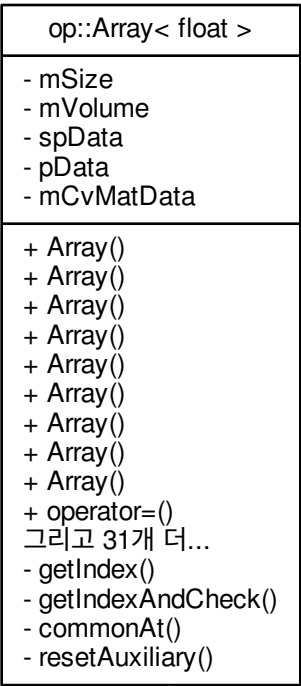 op::Array< float >
- mSize
- mVolume
- spData
- pData
- mCvMatData
+ Array()
+ Array()
+ Array()
+ Array()
+ Array()
+ Array()
+ Array()
+ Array()
+ Array()
+ operator=()
그리고 31개 더...
- getIndex()
- getIndexAndCheck()
- commonAt()
- resetAuxiliary()